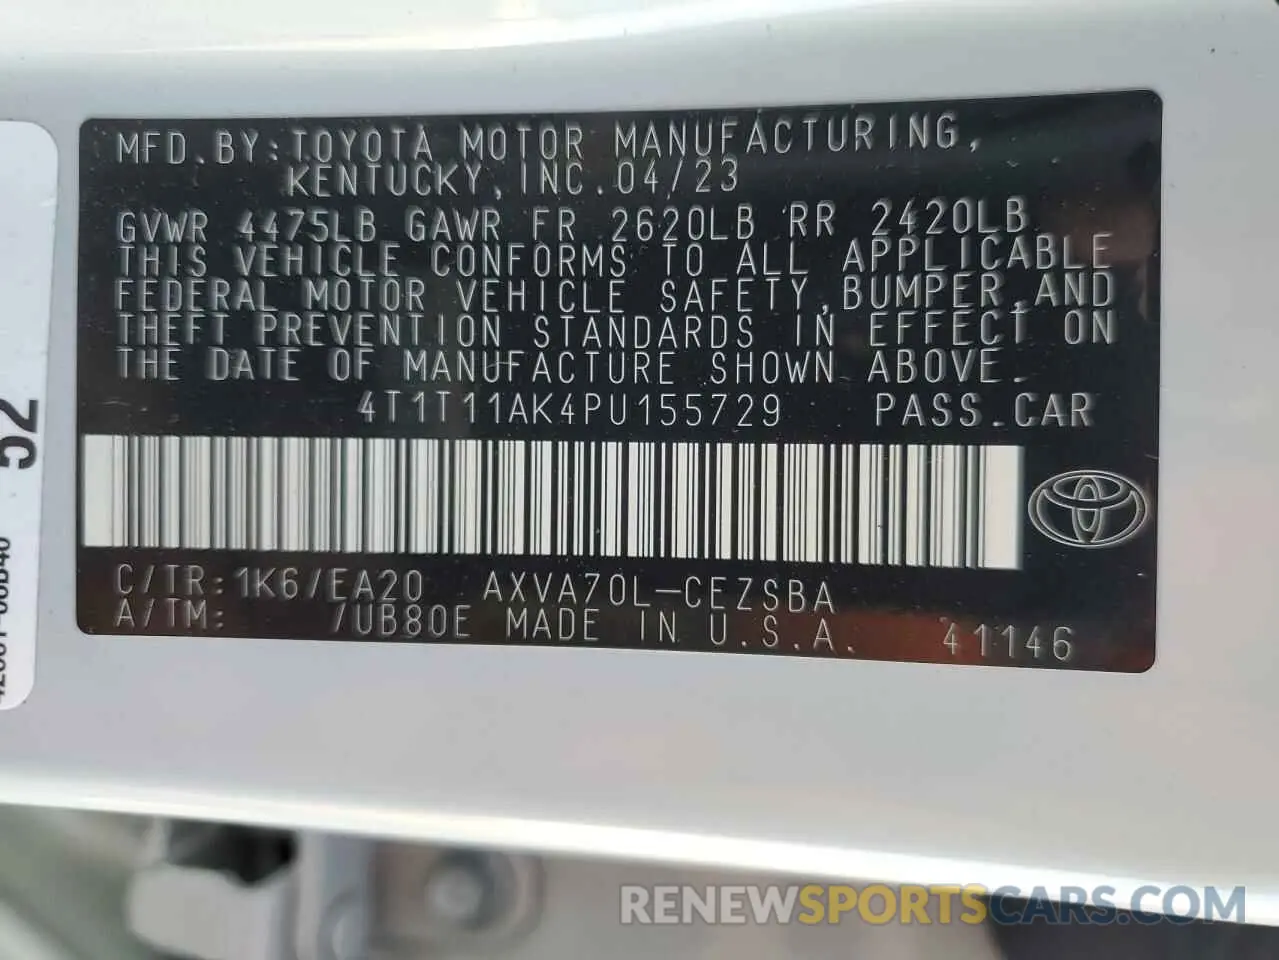 MFD.BY:TOYOTA MOTOR MANUFACTURING,
KENTUCKY,INC.04/23
GVWR 4475LB GAWR FR 2620LB RR 2420LB
THIS VEHICLE CONFORMS TO ALL APPLICABLE
FEDERAL MOTOR VEHICLE SAFETY,BUMPER,AND
THEFT PREVENTION STANDARDS IN EFFECT ON
THE DATE OF MANUFACTURE SHOWN ABOVE.
4T1T11AK4PU155729 PASS.CAR
C/TR:1K6/EA20 AXVA70L-CEZSBA
A/TM: /UB80E MADE IN U.S.A. 41146
52
RENEWSPORTSCARS.COM